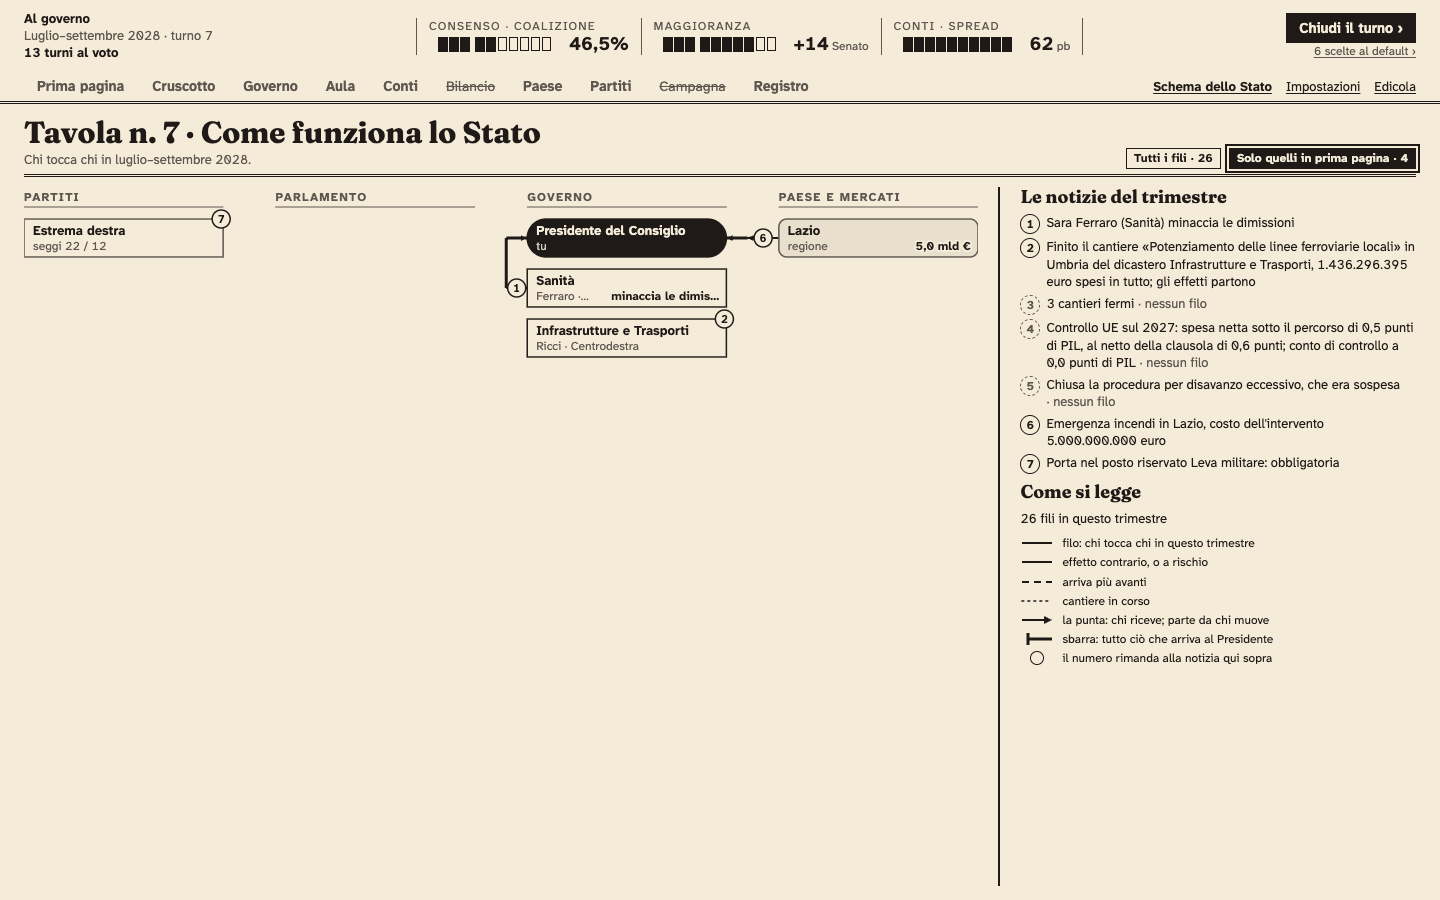 Al governo
Luglio–settembre 2028 · turno 7
13 turni al voto
CONSENSO · COALIZIONE
46,5%
MAGGIORANZA
+14 Senato
CONTI · SPREAD
62 pb
Chiudi il turno ›
6 scelte al default ›
Prima pagina Cruscotto Governo Aula Conti Bilancio Paese Partiti Campagna Registro
Schema dello Stato Impostazioni Edicola
Tavola n. 7 · Come funziona lo Stato
Chi tocca chi in luglio–settembre 2028.
Tutti i fili · 26
Solo quelli in prima pagina · 4
PARTITI
Estrema destra
seggi 22 / 12
7
PARLAMENTO
GOVERNO
Presidente del Consiglio
tu
1
Sanità
Ferraro ·... minaccia le dimis...
2
Infrastrutture e Trasporti
Ricci · Centrodestra
PAESE E MERCATI
6
Lazio
regione 5,0 mld €
Le notizie del trimestre
1 Sara Ferraro (Sanità) minaccia le dimissioni
2 Finito il cantiere «Potenziamento delle linee ferroviarie locali» in
Umbria del dicastero Infrastrutture e Trasporti, 1.436.296.395
euro spesi in tutto; gli effetti partono
3 3 cantieri fermi · nessun filo
4 Controllo UE sul 2027: spesa netta sotto il percorso di 0,5 punti
di PIL, al netto della clausola di 0,6 punti; conto di controllo a
0,0 punti di PIL · nessun filo
5 Chiusa la procedura per disavanzo eccessivo, che era sospesa
· nessun filo
6 Emergenza incendi in Lazio, costo dell'intervento
5.000.000.000 euro
7 Porta nel posto riservato Leva militare: obbligatoria
Come si legge
26 fili in questo trimestre
filo: chi tocca chi in questo trimestre
effetto contrario, o a rischio
arriva più avanti
cantiere in corso
la punta: chi riceve; parte da chi muove
sbarra: tutto ciò che arriva al Presidente
il numero rimanda alla notizia qui sopra